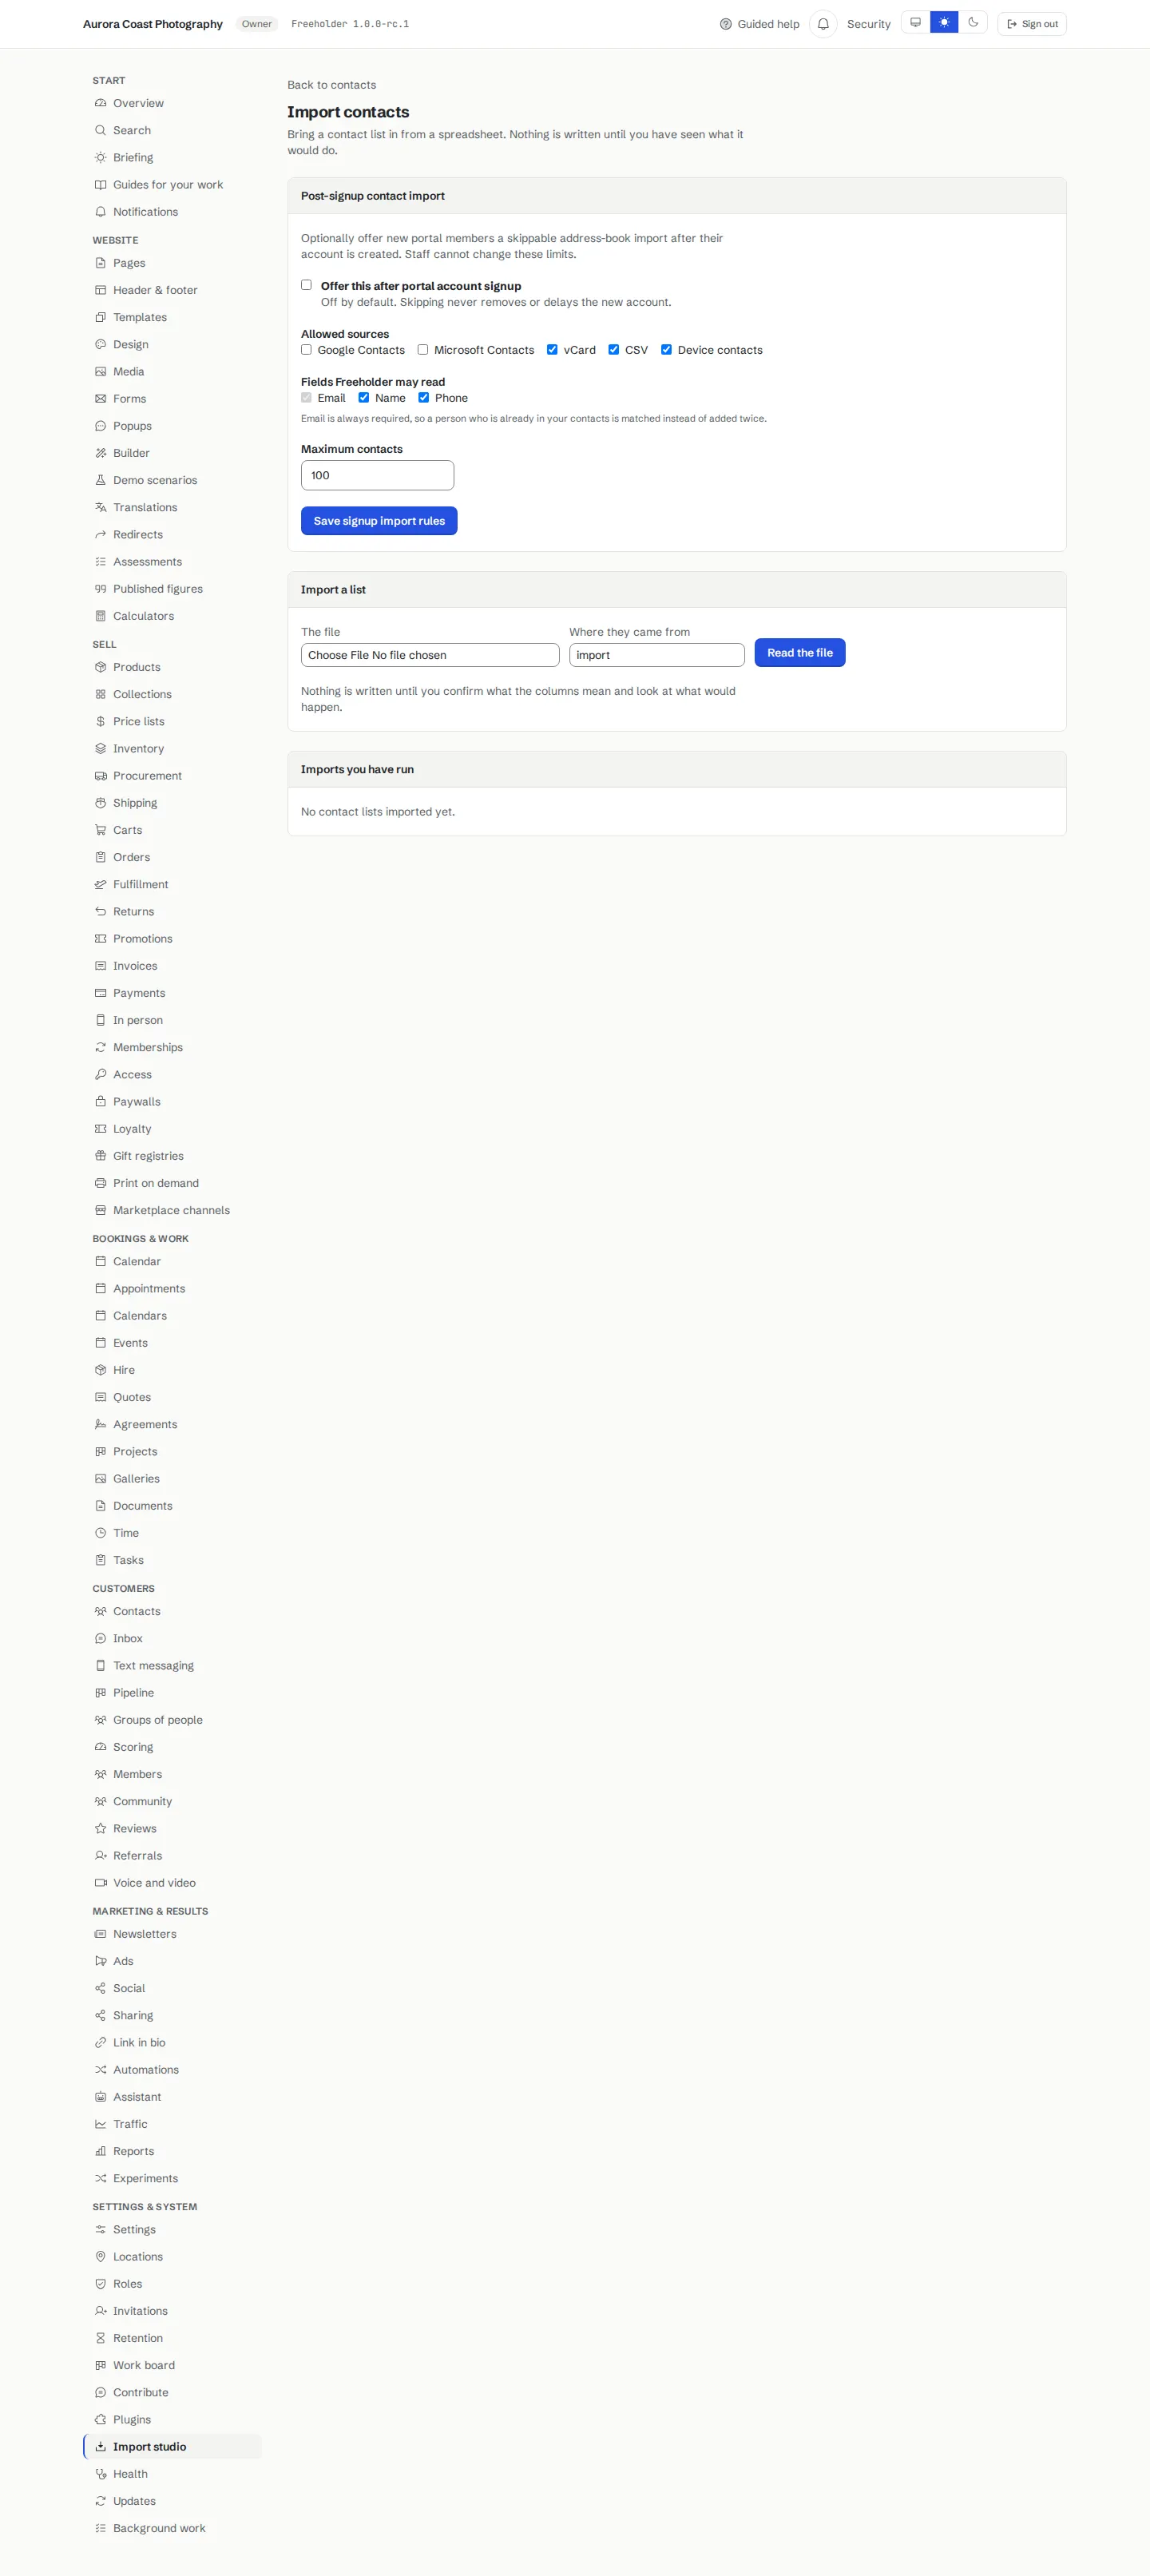 Aurora Coast Photography Owner Freeholder 1.0.0-rc.1 Guided help Security Sign out
START
Overview
Search
Briefing
Guides for your work
Notifications
WEBSITE
Pages
Header & footer
Templates
Design
Media
Forms
Popups
Builder
Demo scenarios
Translations
Redirects
Assessments
Published figures
Calculators
SELL
Products
Collections
Price lists
Inventory
Procurement
Shipping
Carts
Orders
Fulfillment
Returns
Promotions
Invoices
Payments
In person
Memberships
Access
Paywalls
Loyalty
Gift registries
Print on demand
Marketplace channels
BOOKINGS & WORK
Calendar
Appointments
Calendars
Events
Hire
Quotes
Agreements
Projects
Galleries
Documents
Time
Tasks
CUSTOMERS
Contacts
Inbox
Text messaging
Pipeline
Groups of people
Scoring
Members
Community
Reviews
Referrals
Voice and video
MARKETING & RESULTS
Newsletters
Ads
Social
Sharing
Link in bio
Automations
Assistant
Traffic
Reports
Experiments
SETTINGS & SYSTEM
Settings
Locations
Roles
Invitations
Retention
Work board
Contribute
Plugins
Import studio
Health
Updates
Background work
Back to contacts
Import contacts
Bring a contact list in from a spreadsheet. Nothing is written until you have seen what it
would do.
Post-signup contact import
Optionally offer new portal members a skippable address-book import after their
account is created. Staff cannot change these limits.
Offer this after portal account signup
Off by default. Skipping never removes or delays the new account.
Allowed sources
Google Contacts Microsoft Contacts vCard CSV Device contacts
Fields Freeholder may read
Email Name Phone
Email is always required, so a person who is already in your contacts is matched instead of added twice.
Maximum contacts
100
Save signup import rules
Import a list
The file Where they came from
Choose File No file chosen import Read the file
Nothing is written until you confirm what the columns mean and look at what would
happen.
Imports you have run
No contact lists imported yet.